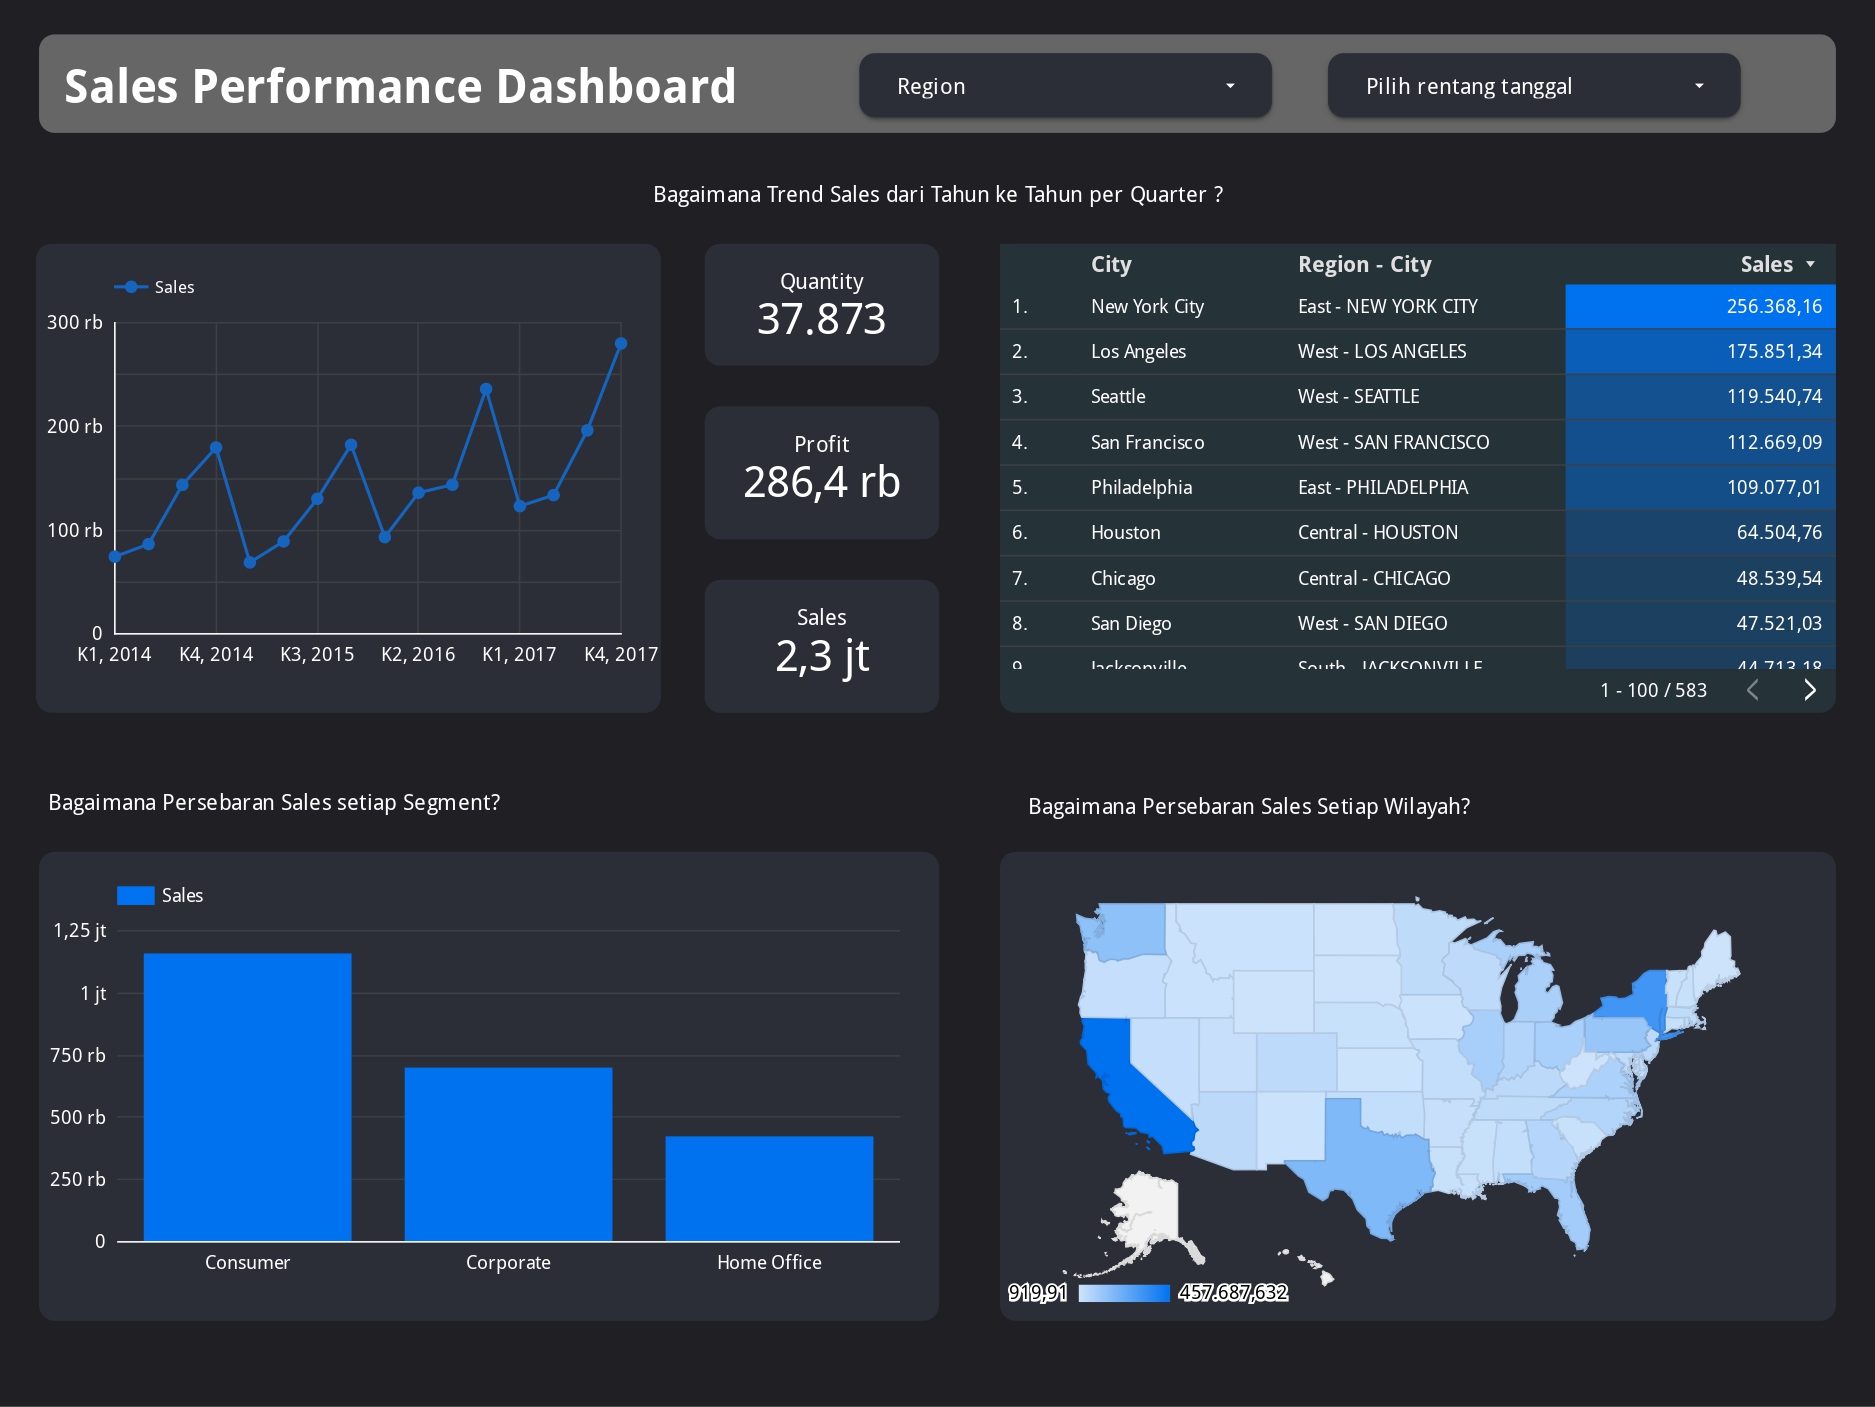 Sales Performance Dashboard
Region
Pilih rentang tanggal
Bagaimana Trend Sales dari Tahun ke Tahun per Quarter ?
Sales
300 rb
200 rb
100 rb
0
K1, 2014 K4, 2014 K3, 2015 K2, 2016 K1, 2017 K4, 2017
Quantity
37.873
Profit
286,4 rb
Sales
2,3 jt
City Region - City Sales
1. New York City East - NEW YORK CITY 256.368,16
2. Los Angeles West - LOS ANGELES 175.851,34
3. Seattle West - SEATTLE 119.540,74
4. San Francisco West - SAN FRANCISCO 112.669,09
5. Philadelphia East - PHILADELPHIA 109.077,01
6. Houston Central - HOUSTON 64.504,76
7. Chicago Central - CHICAGO 48.539,54
8. San Diego West - SAN DIEGO 47.521,03
9. Jacksonville South - JACKSONVILLE 44.713,18
1 - 100 / 583
Bagaimana Persebaran Sales setiap Segment?
Sales
1,25 jt
1 jt
750 rb
500 rb
250 rb
0
Consumer Corporate Home Office
Bagaimana Persebaran Sales Setiap Wilayah?
919,91 457.687,632